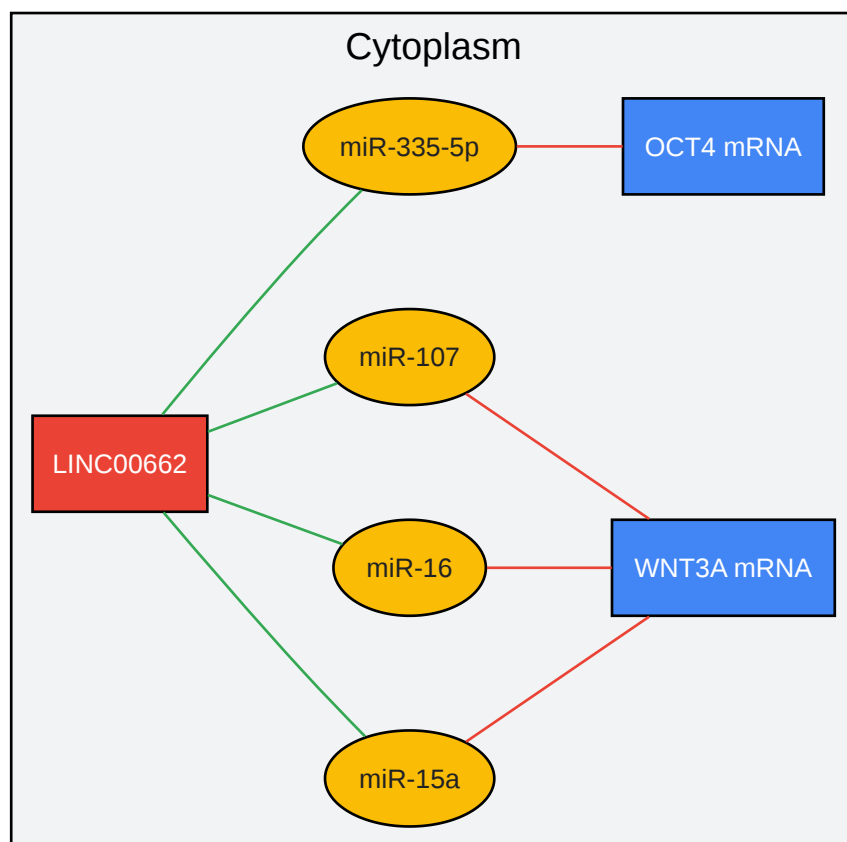 Cytoplasm
miR-335-5p
OCT4 mRNA
miR-107
LINC00662
miR-16
WNT3A mRNA
miR-15a